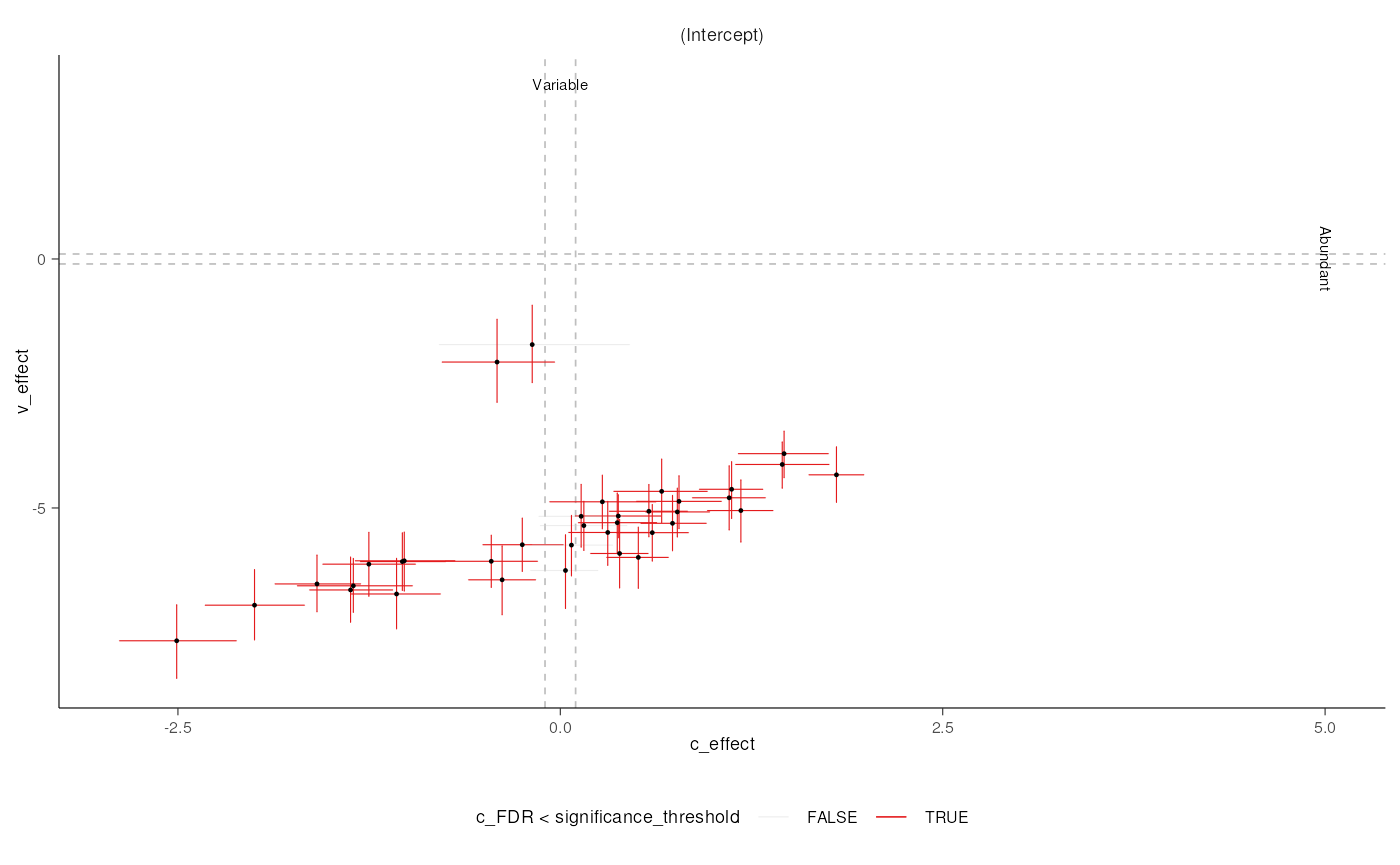 (Intercept)
Variable
Abundant
0
-5
v_effect
-2.5
0.0
2.5
5.0
c_effect
c_FDR < significance_threshold FALSE TRUE